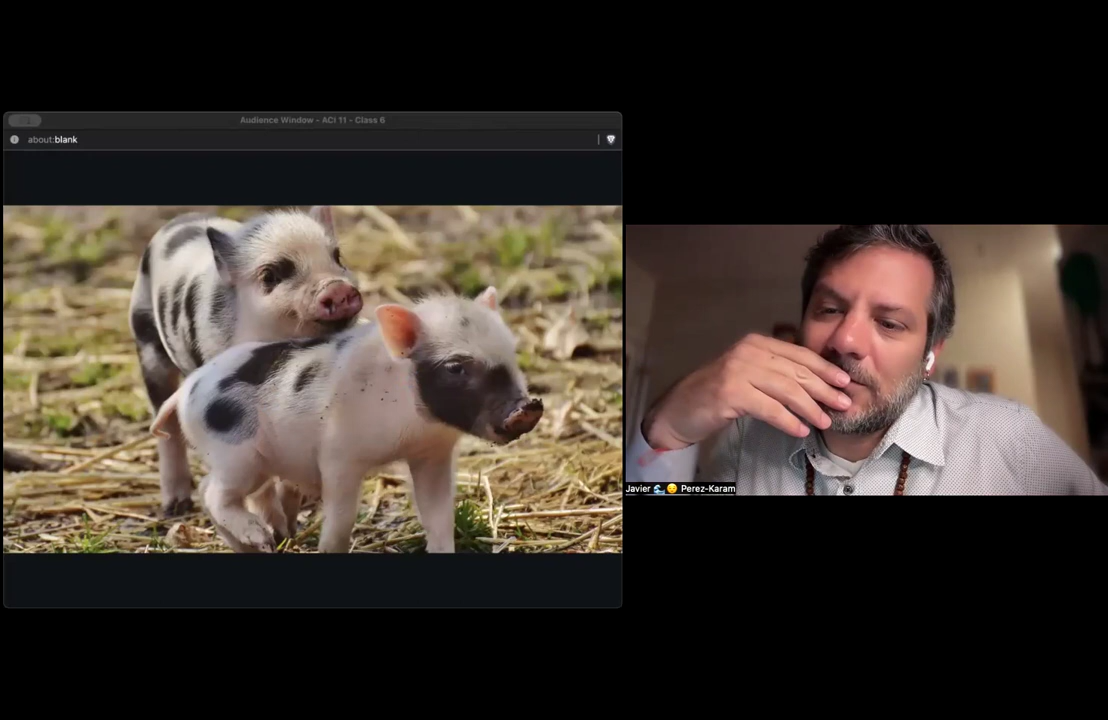 Audience Window - ACI 11 - Class 6
about:blank
Javier 🌊😏 Perez-Karam